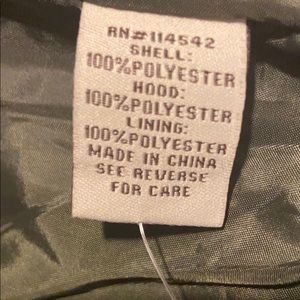 RN#114542
SHELL:
100%POLYESTER
HOOD:
100%POLYESTER
LINING:
100%POLYESTER
MADE IN CHINA
SEE REVERSE
FOR CARE